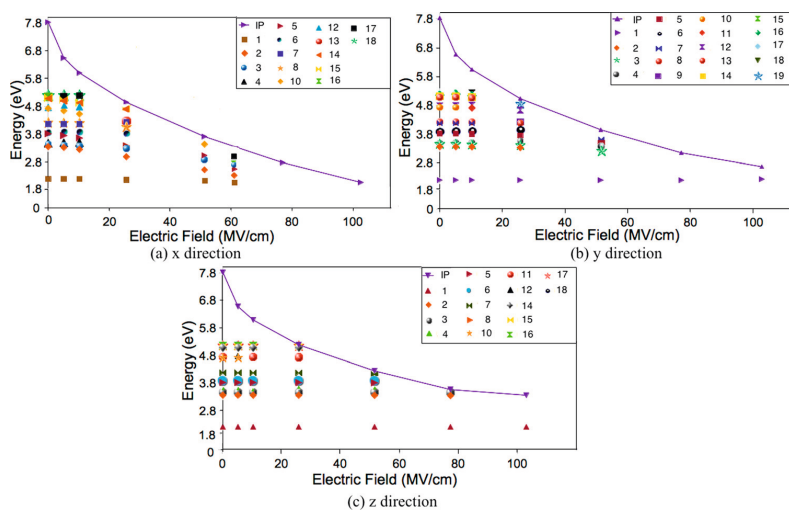 7.8
6.8
5.8
4.8
3.8
2.8
1.8
0
Energy (eV)
0 20 40 60 80 100
Electric Field (MV/cm)
IP 5 12 17
1 6 13 18
2 7 14
3 8 15
4 10 16
(a) x direction
7.8
6.8
5.8
4.8
3.8
2.8
1.8
0
Energy (eV)
0 20 40 60 80 100
Electric Field (MV/cm)
IP 5 10 15
1 6 11 16
2 7 12 17
3 8 13 18
4 9 14 19
(b) y direction
7.8
6.8
5.8
4.8
3.8
2.8
1.8
0
Energy (eV)
0 20 40 60 80 100
Electric Field (MV/cm)
IP 5 11 17
1 6 12 18
2 7 14
3 8 15
4 10 16
(c) z direction